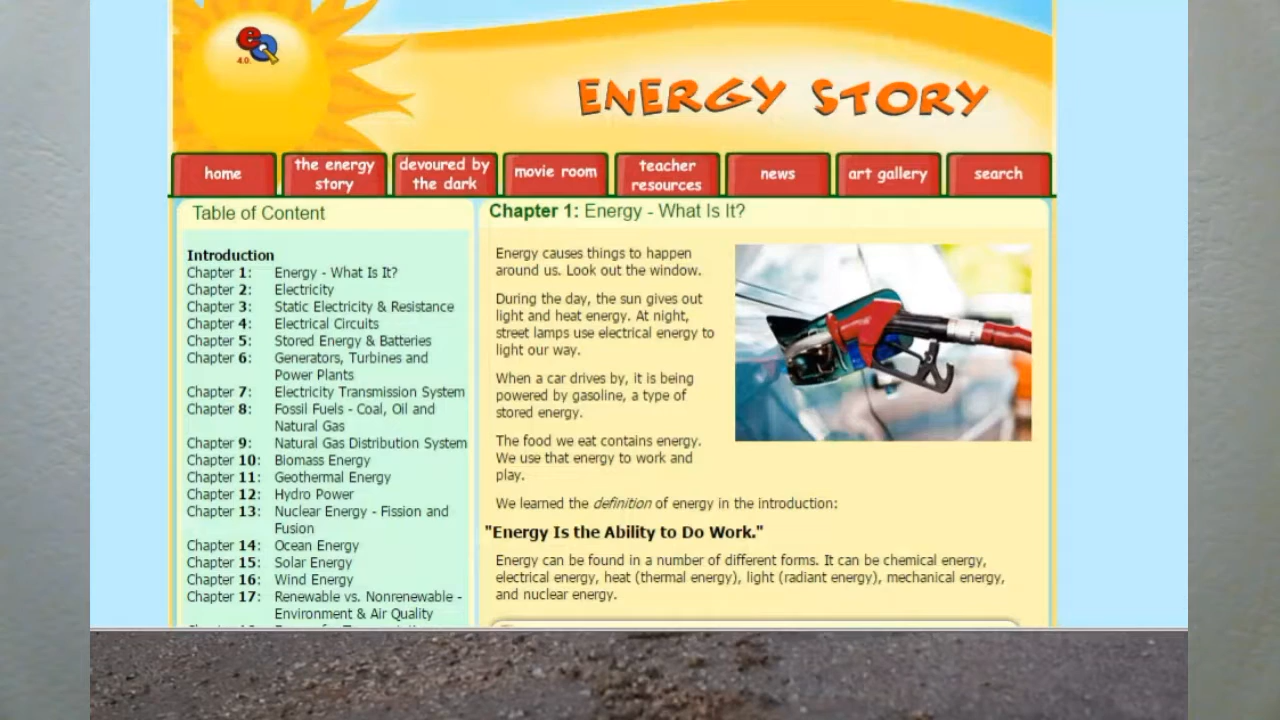 eQ
4.0.
ENERGY STORY
home
the energy
story
devoured by
the dark
movie room
teacher
resources
news
art gallery
search
Table of Content
Introduction
Chapter 1: Energy - What Is It?
Chapter 2: Electricity
Chapter 3: Static Electricity & Resistance
Chapter 4: Electrical Circuits
Chapter 5: Stored Energy & Batteries
Chapter 6: Generators, Turbines and
Power Plants
Chapter 7: Electricity Transmission System
Chapter 8: Fossil Fuels - Coal, Oil and
Natural Gas
Chapter 9: Natural Gas Distribution System
Chapter 10: Biomass Energy
Chapter 11: Geothermal Energy
Chapter 12: Hydro Power
Chapter 13: Nuclear Energy - Fission and
Fusion
Chapter 14: Ocean Energy
Chapter 15: Solar Energy
Chapter 16: Wind Energy
Chapter 17: Renewable vs. Nonrenewable -
Environment & Air Quality
Chapter 1: Energy - What Is It?
Energy causes things to happen
around us. Look out the window.
During the day, the sun gives out
light and heat energy. At night,
street lamps use electrical energy to
light our way.
When a car drives by, it is being
powered by gasoline, a type of
stored energy.
The food we eat contains energy.
We use that energy to work and
play.
We learned the definition of energy in the introduction:
"Energy Is the Ability to Do Work."
Energy can be found in a number of different forms. It can be chemical energy,
electrical energy, heat (thermal energy), light (radiant energy), mechanical energy,
and nuclear energy.